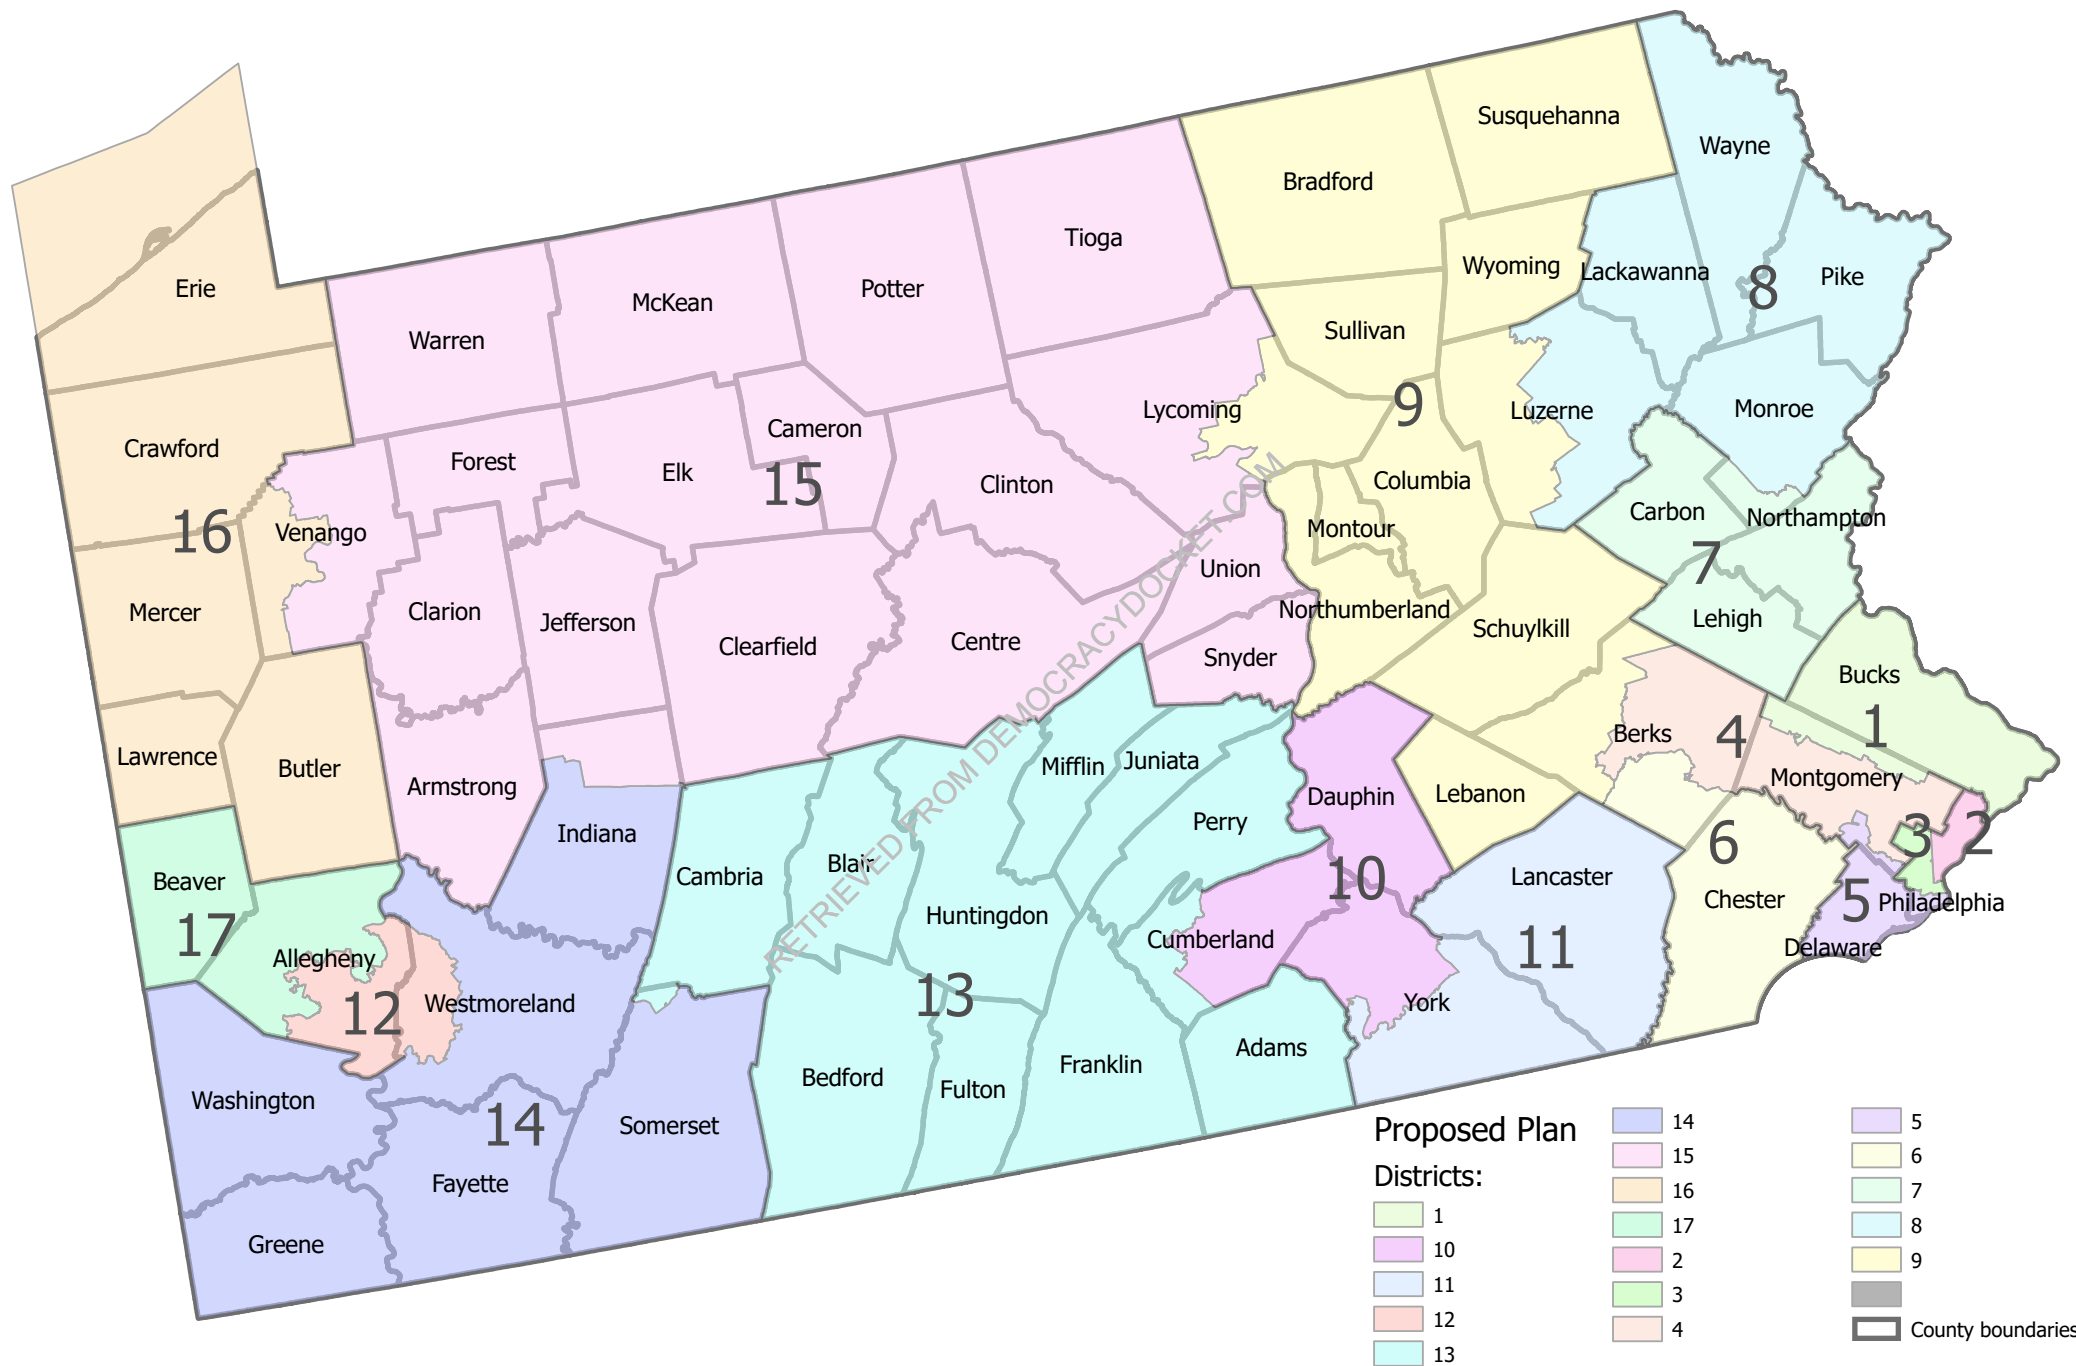 Susquehanna
Wayne
Bradford
Tioga
Wyoming
Lackawanna
Pike
8
Erie
McKean
Potter
Warren
Sullivan
9
Lycoming
Luzerne
Monroe
Crawford
Forest
Cameron
Elk
15
Clinton
Columbia
16
Venango
Montour
Carbon
Northampton
7
Mercer
Clarion
Jefferson
Union
Northumberland
Schuylkill
Lehigh
Clearfield
Centre
Snyder
Bucks
1
Lawrence
Butler
Armstrong
Mifflin
Juniata
Berks
4
Montgomery
Dauphin
Lebanon
Indiana
Perry
6
3
2
Beaver
Cambria
Blair
Lancaster
Chester
5
Philadelphia
10
17
Allegheny
Huntingdon
Cumberland
Delaware
11
12
Westmoreland
13
York
Adams
Washington
14
Somerset
Bedford
Fulton
Franklin
Fayette
Greene
RETRIEVED FROM DEMOCRACYDOCKET.COM
Proposed Plan
Districts:
1
10
11
12
13
14
15
16
17
2
3
4
5
6
7
8
9
County boundaries